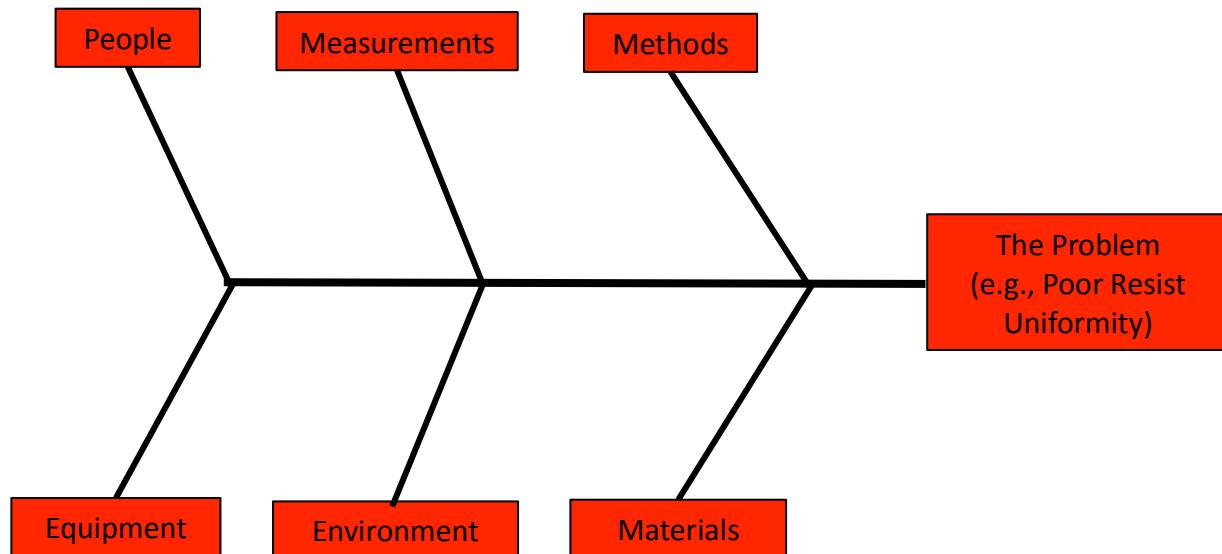 People
Measurements
Methods
The Problem
(e.g., Poor Resist
Uniformity)
Equipment
Environment
Materials